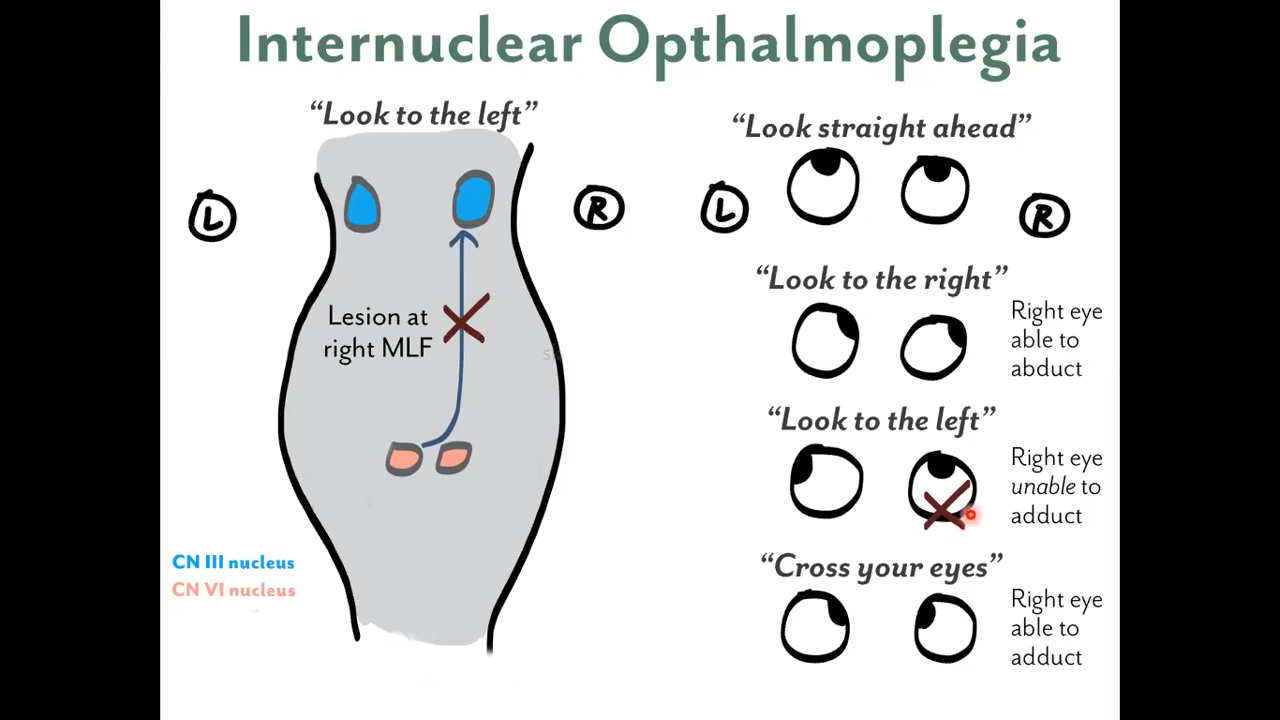 Internuclear Opthalmoplegia
“Look to the left”
L
R
Lesion at
right MLF
CN III nucleus
CN VI nucleus
“Look straight ahead”
L
R
“Look to the right”
Right eye
able to
abduct
“Look to the left”
Right eye
unable to
adduct
“Cross your eyes”
Right eye
able to
adduct